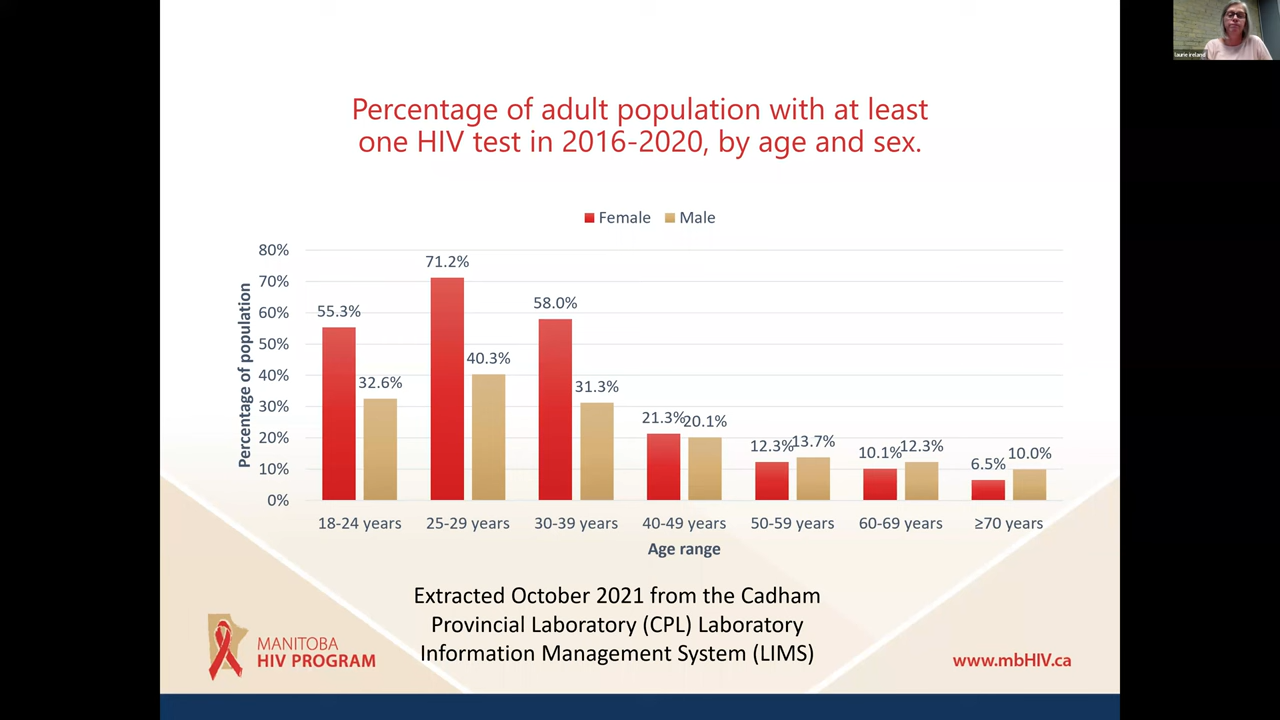 laurie ireland
Percentage of adult population with at least
one HIV test in 2016-2020, by age and sex.
Female Male
80%
70%
60%
50%
40%
30%
20%
10%
0%
Percentage of population
55.3% 32.6%
71.2% 40.3%
58.0% 31.3%
21.3% 20.1%
12.3% 13.7%
10.1% 12.3%
6.5% 10.0%
18-24 years 25-29 years 30-39 years 40-49 years 50-59 years 60-69 years ≥70 years
Age range
Extracted October 2021 from the Cadham
Provincial Laboratory (CPL) Laboratory
Information Management System (LIMS)
MANITOBA
HIV PROGRAM
www.mbHIV.ca